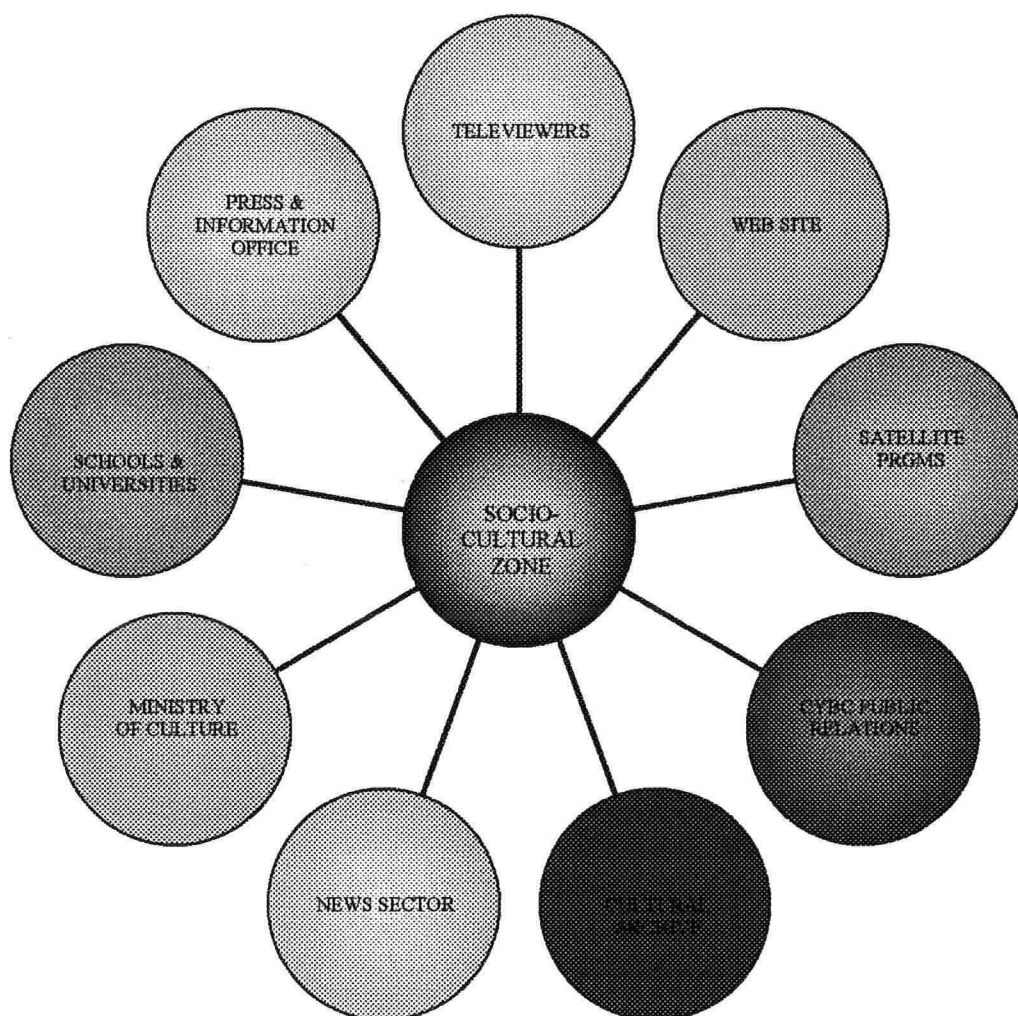 TELEVIEWERS
PRESS &
INFORMATION
OFFICE
WEB SITE
SCHOOLS &
UNIVERSITIES
SATELLITE
PRGMS
SOCIO-
CULTURAL
ZONE
MINISTRY
OF CULTURE
CYBC PUBLIC
RELATIONS
NEWS SECTOR
CULTURAL